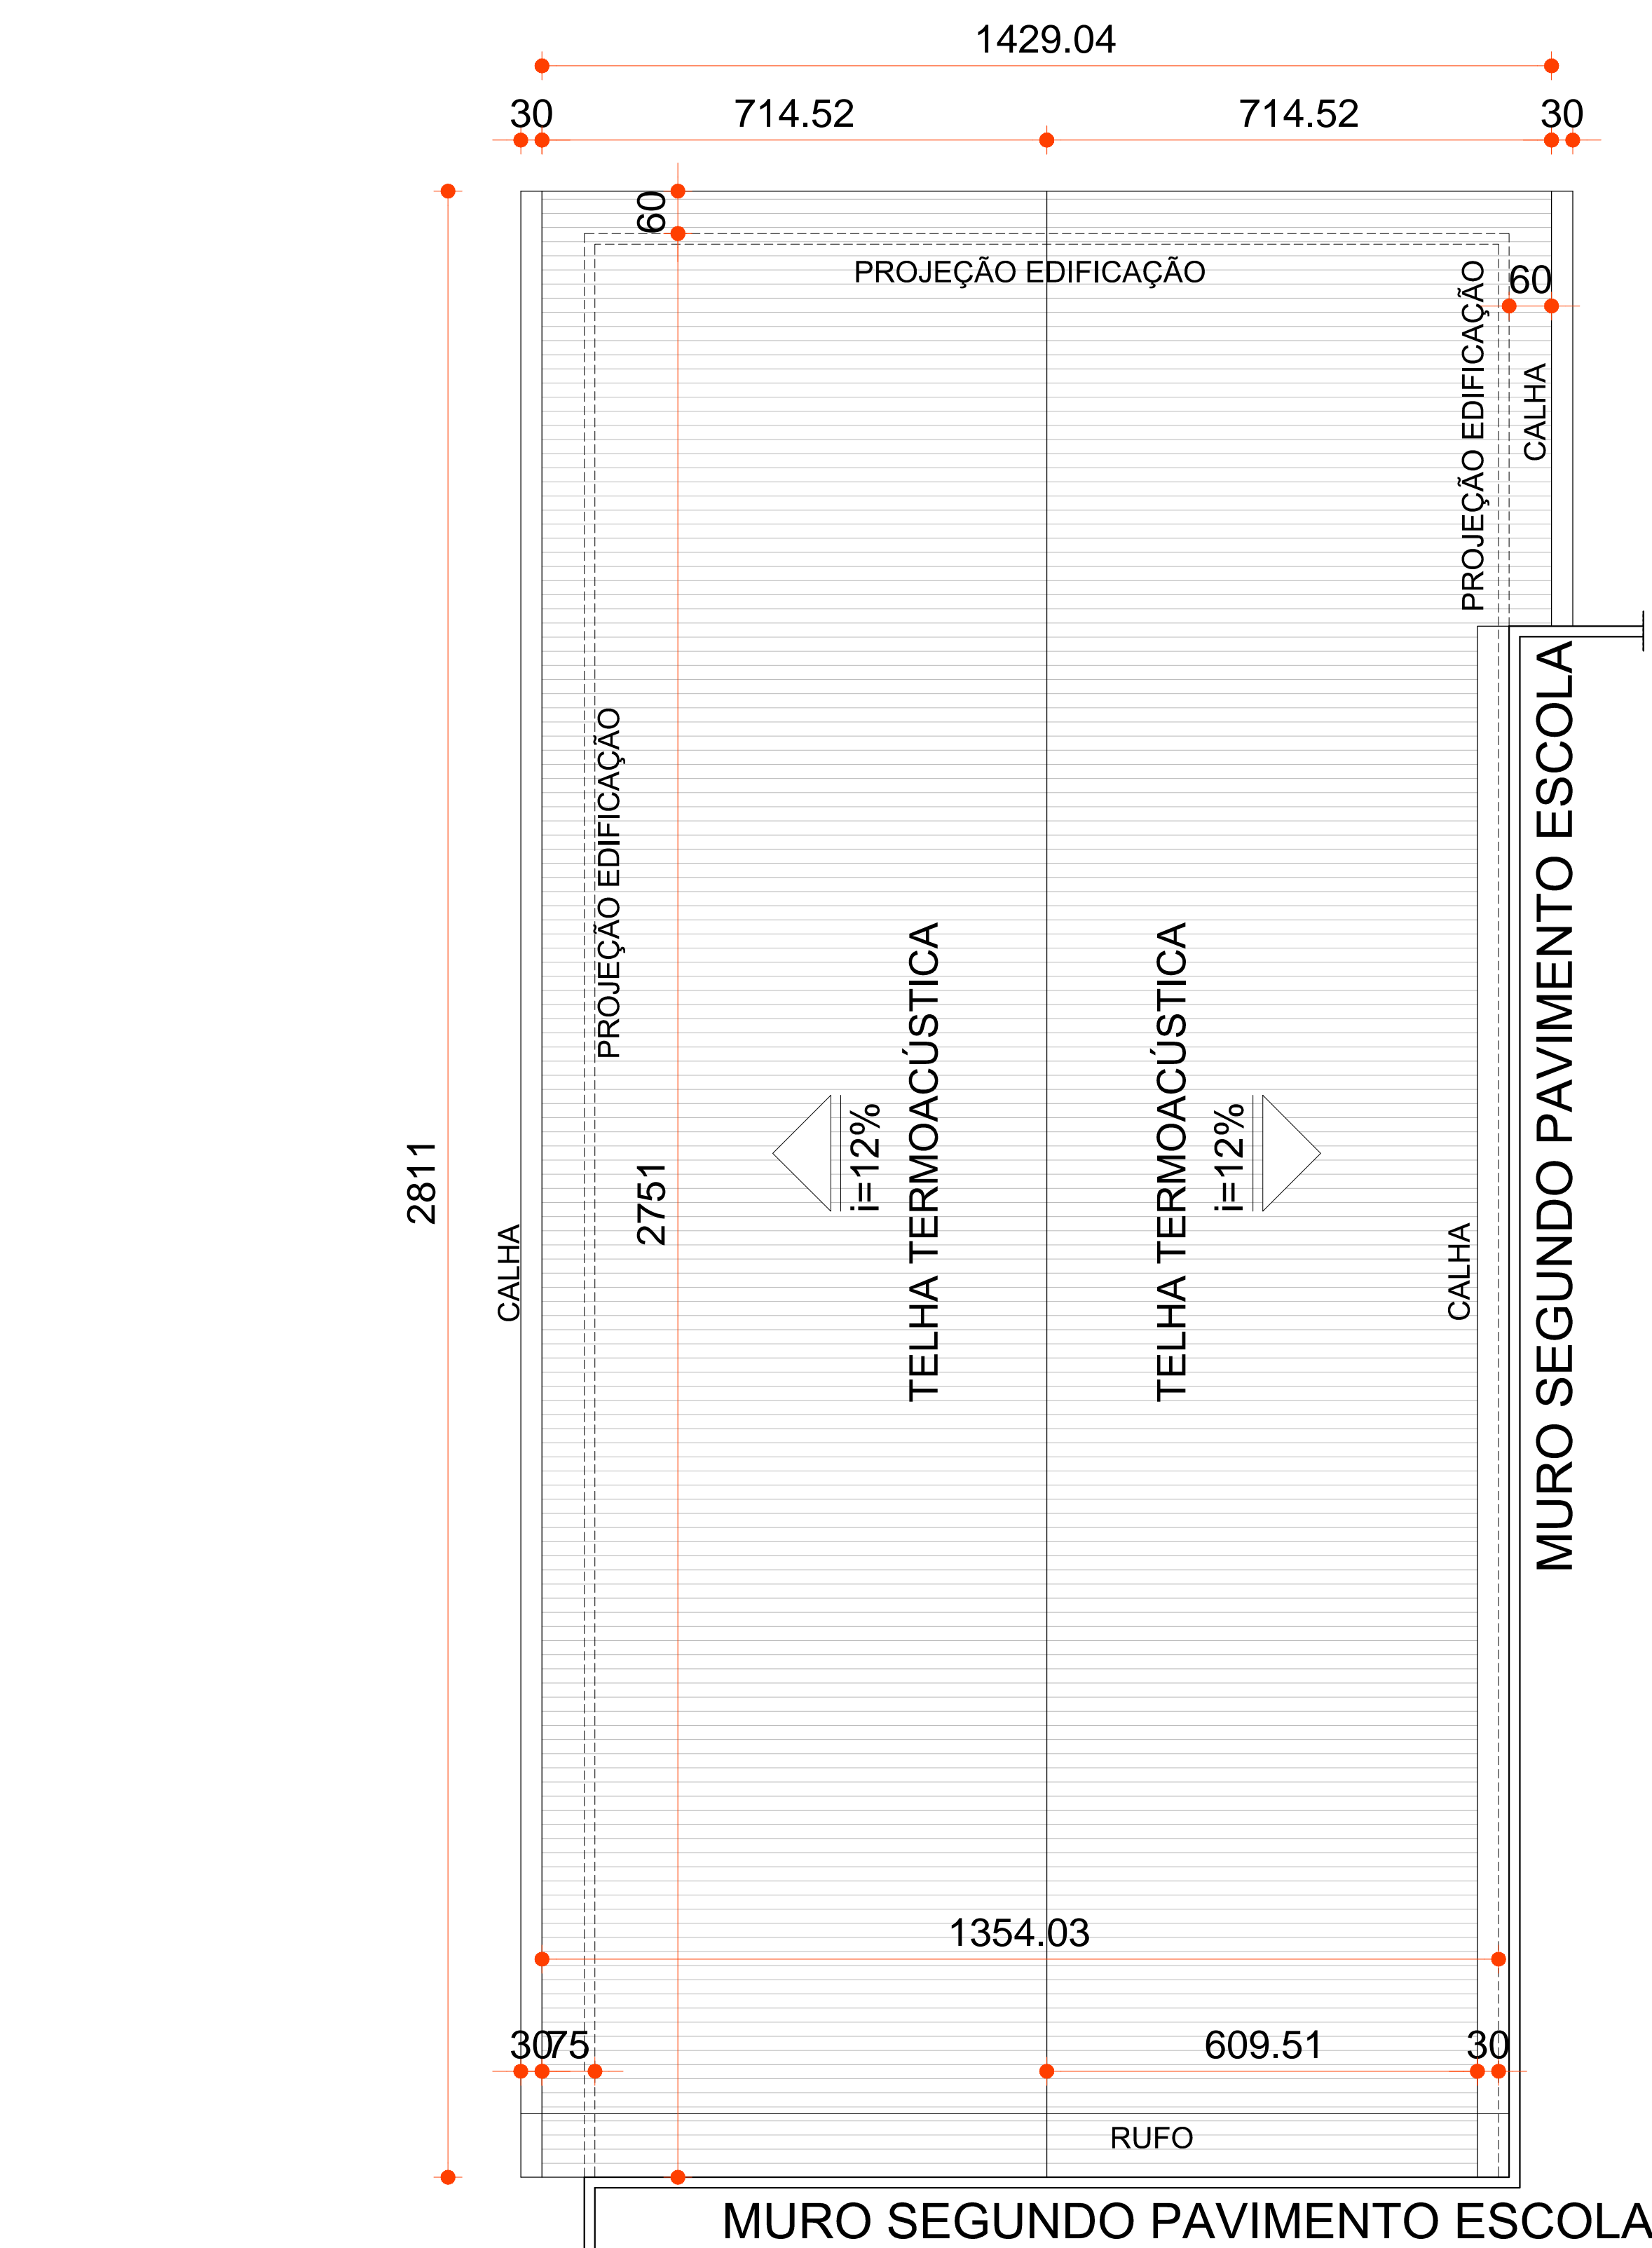 1429.04
30
714.52
714.52
30
60
PROJEÇÃO EDIFICAÇÃO
60
PROJEÇÃO EDIFICAÇÃO
CALHA
MURO SEGUNDO PAVIMENTO ESCOLA
PROJEÇÃO EDIFICAÇÃO
TELHA TERMOACÚSTICA
TELHA TERMOACÚSTICA
i=12%
i=12%
2811
2751
CALHA
CALHA
1354.03
30
75
609.51
30
RUFO
MURO SEGUNDO PAVIMENTO ESCOLA